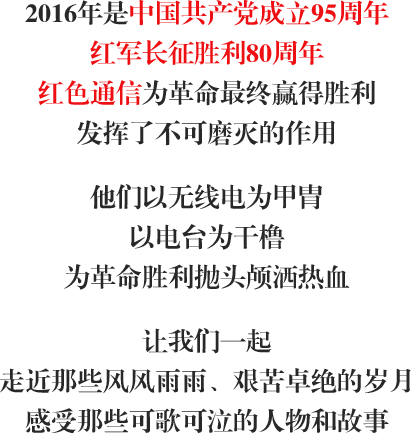 2016年是中国共产党成立95周年
红军长征胜利80周年
红色通信为革命最终赢得胜利
发挥了不可磨灭的作用
他们以无线电为甲胄
以电台为干橹
为革命胜利抛头颅洒热血
让我们一起
走近那些风风雨雨、艰苦卓绝的岁月
感受那些可歌可泣的人物和故事